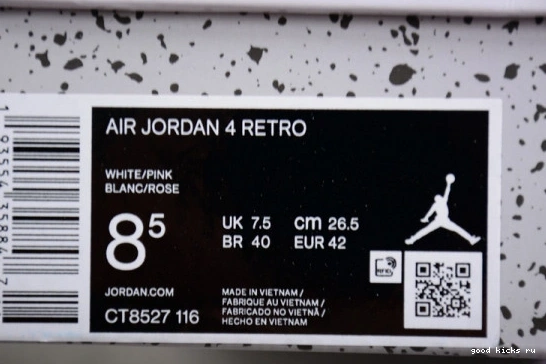 AIR JORDAN 4 RETRO
WHITE/PINK
BLANC/ROSE
8⁵
UK 7.5 cm 26.5
BR 40 EUR 42
JORDAN.COM
CT8527 116
MADE IN VIETNAM /
FABRIQUE AU VIETNAM /
FABRICADO NO VIETNÃ /
HECHO EN VIETNAM
good kicks ru